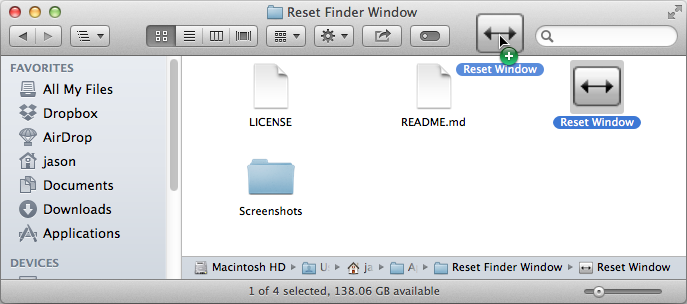 Reset Finder Window
Reset Window
FAVORITES
All My Files
Dropbox
AirDrop
jason
Documents
Downloads
Applications
DEVICES
LICENSE
README.md
Reset Window
Screenshots
Macintosh HD
ja
Reset Finder Window
Reset Window
1 of 4 selected, 138.06 GB available